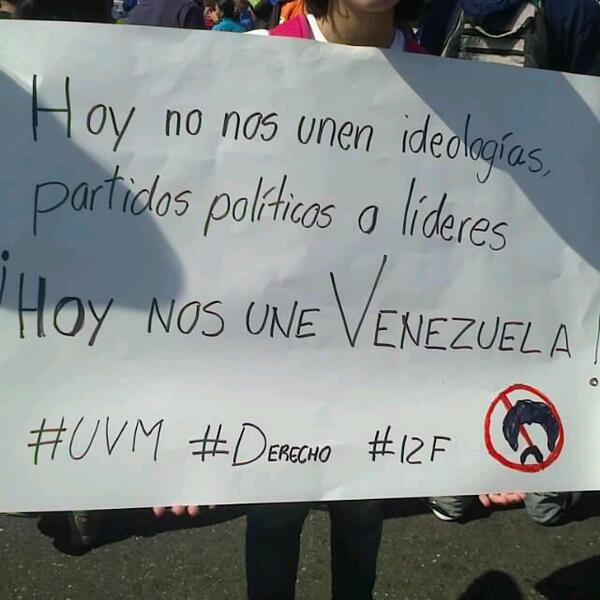 Hoy no nos unen ideologías,
partidos políticos o líderes
¡HOY NOS UNE VENEZUELA!
#UVM #DERECHO #12F